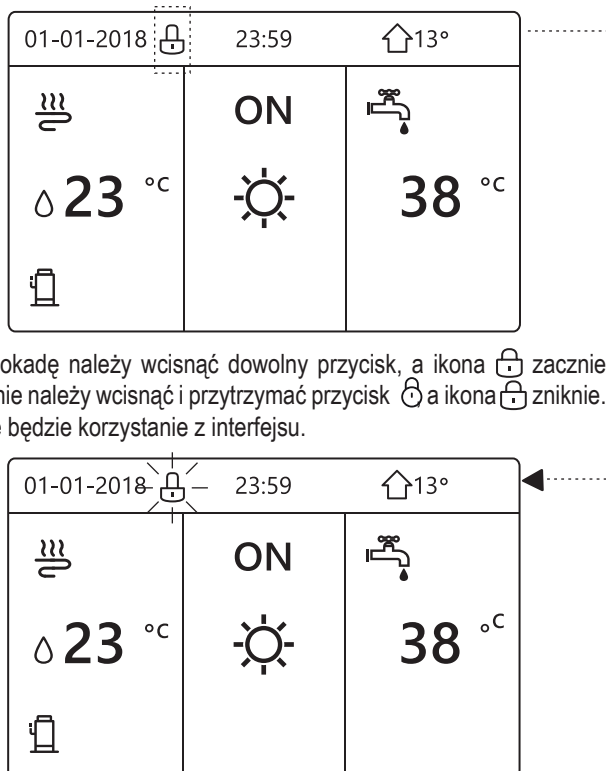 01-01-2018 23:59 13°
ON
23 °C 38 °C
okadę należy wcisnąć dowolny przycisk, a ikona zacznie
nie należy wcisnąć i przytrzymać przycisk a ikona zniknie.
e będzie korzystanie z interfejsu.
01-01-2018 23:59 13°
ON
23 °C 38 °C